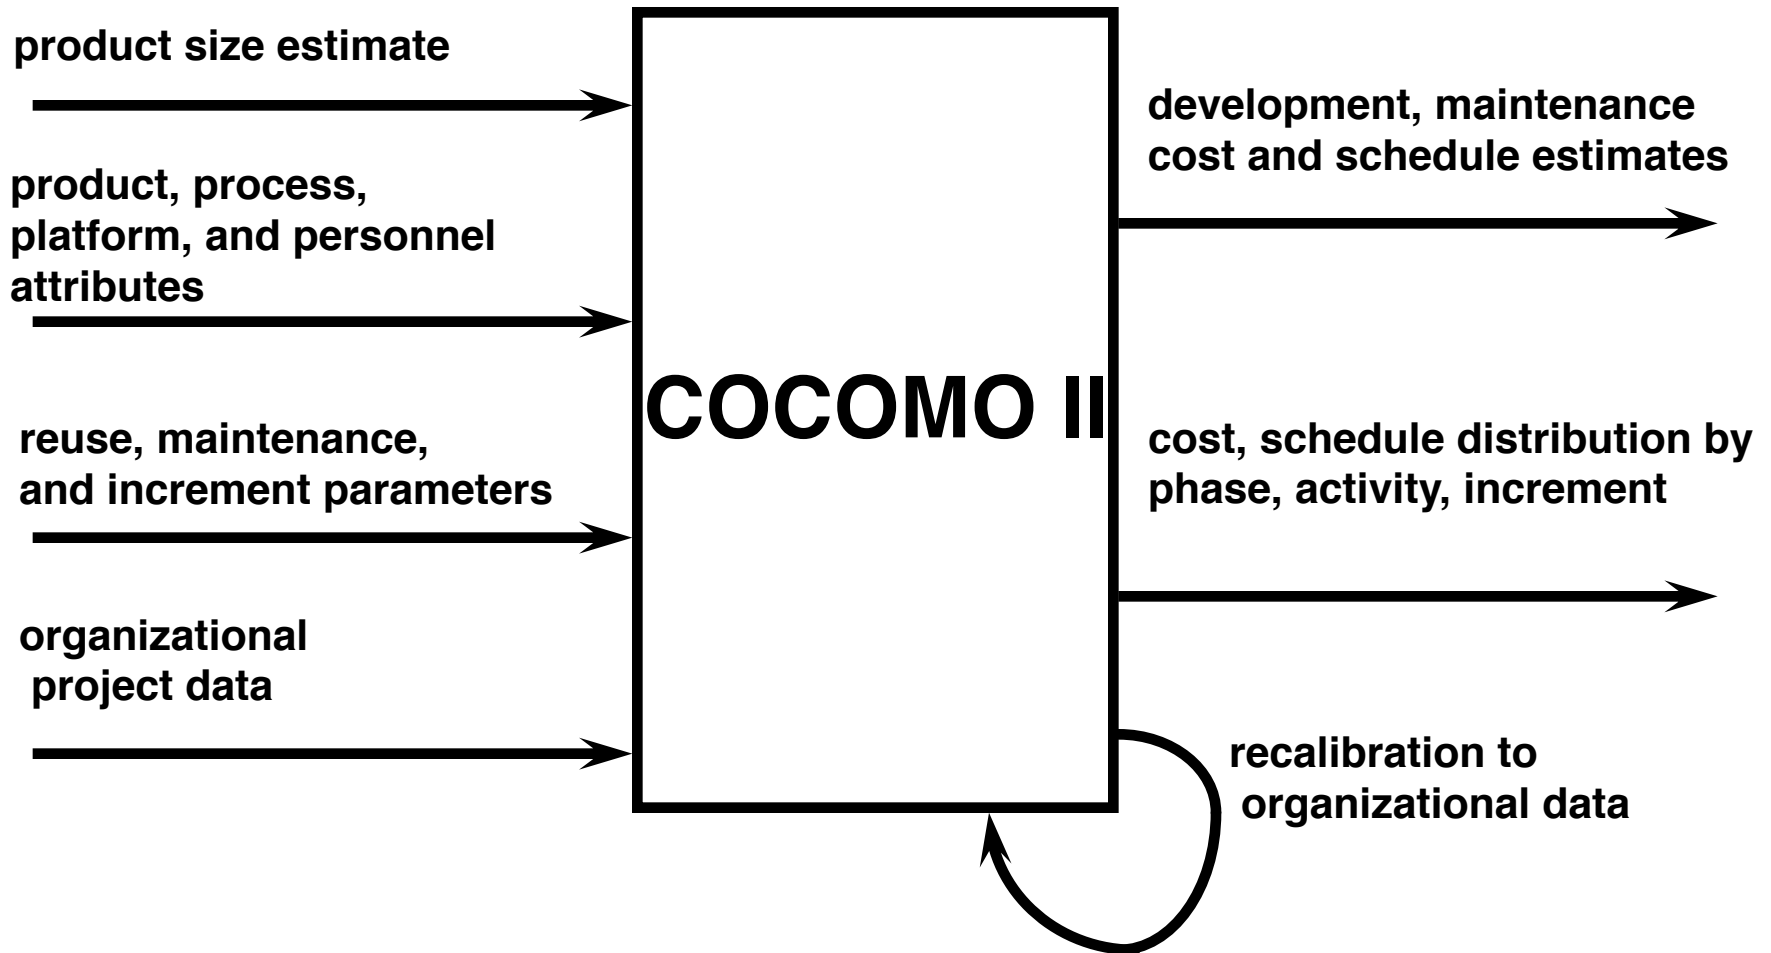 product size estimate
product, process,
platform, and personnel
attributes
reuse, maintenance,
and increment parameters
organizational
project data
COCOMO II
development, maintenance
cost and schedule estimates
cost, schedule distribution by
phase, activity, increment
recalibration to
organizational data